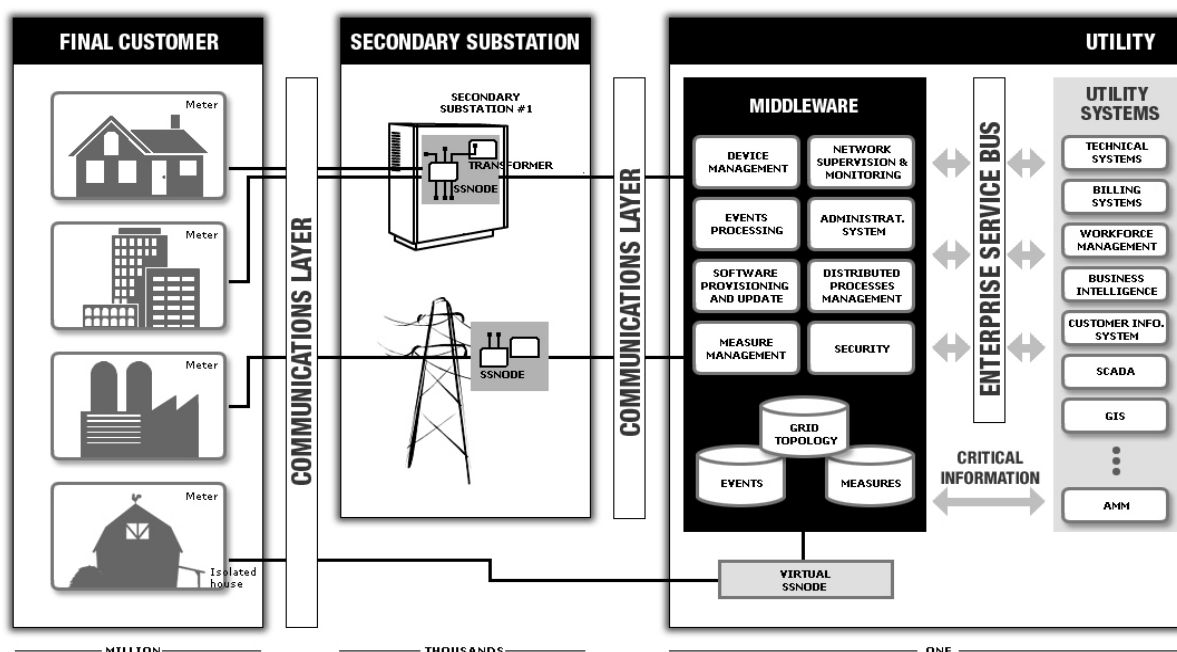 FINAL CUSTOMER
Meter
Meter
Meter
Meter
Isolated
house
MILLION
COMMUNICATIONS LAYER
SECONDARY SUBSTATION
SECONDARY
SUBSTATION #1
TRANSFORMER
SSNODE
SSNODE
THOUSANDS
COMMUNICATIONS LAYER
UTILITY
MIDDLEWARE
DEVICE
MANAGEMENT
NETWORK
SUPERVISION &
MONITORING
EVENTS
PROCESSING
ADMINISTRAT.
SYSTEM
SOFTWARE
PROVISIONING
AND UPDATE
DISTRIBUTED
PROCESSES
MANAGEMENT
MEASURE
MANAGEMENT
SECURITY
GRID
TOPOLOGY
EVENTS
MEASURES
VIRTUAL
SSNODE
ENTERPRISE SERVICE BUS
CRITICAL
INFORMATION
UTILITY
SYSTEMS
TECHNICAL
SYSTEMS
BILLING
SYSTEMS
WORKFORCE
MANAGEMENT
BUSINESS
INTELLIGENCE
CUSTOMER INFO.
SYSTEM
SCADA
GIS
AMM
ONE